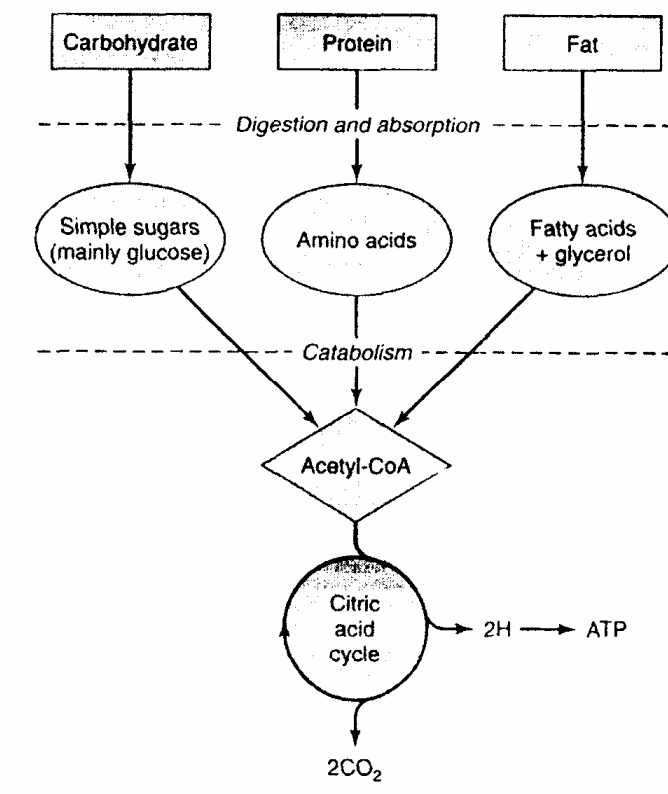 Carbohydrate
Protein
Fat
Digestion and absorption
Simple sugars
(mainly glucose)
Amino acids
Fatty acids
+ glycerol
Catabolism
Acetyl-CoA
Citric
acid
cycle
2H
ATP
2CO₂